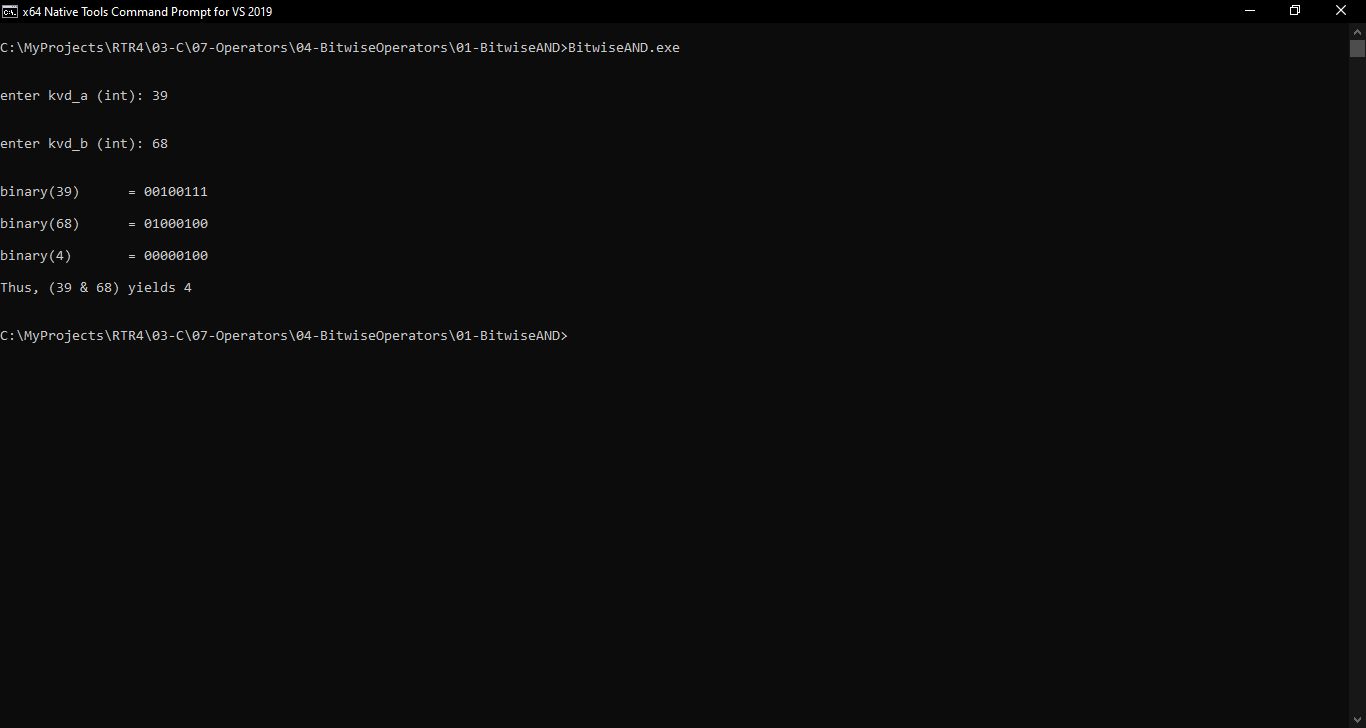 x64 Native Tools Command Prompt for VS 2019
C:\MyProjects\RTR4\03-C\07-Operators\04-BitwiseOperators\01-BitwiseAND>BitwiseAND.exe
enter kvd_a (int): 39
enter kvd_b (int): 68
binary(39)      = 00100111
binary(68)      = 01000100
binary(4)       = 00000100
Thus, (39 & 68) yields 4
C:\MyProjects\RTR4\03-C\07-Operators\04-BitwiseOperators\01-BitwiseAND>